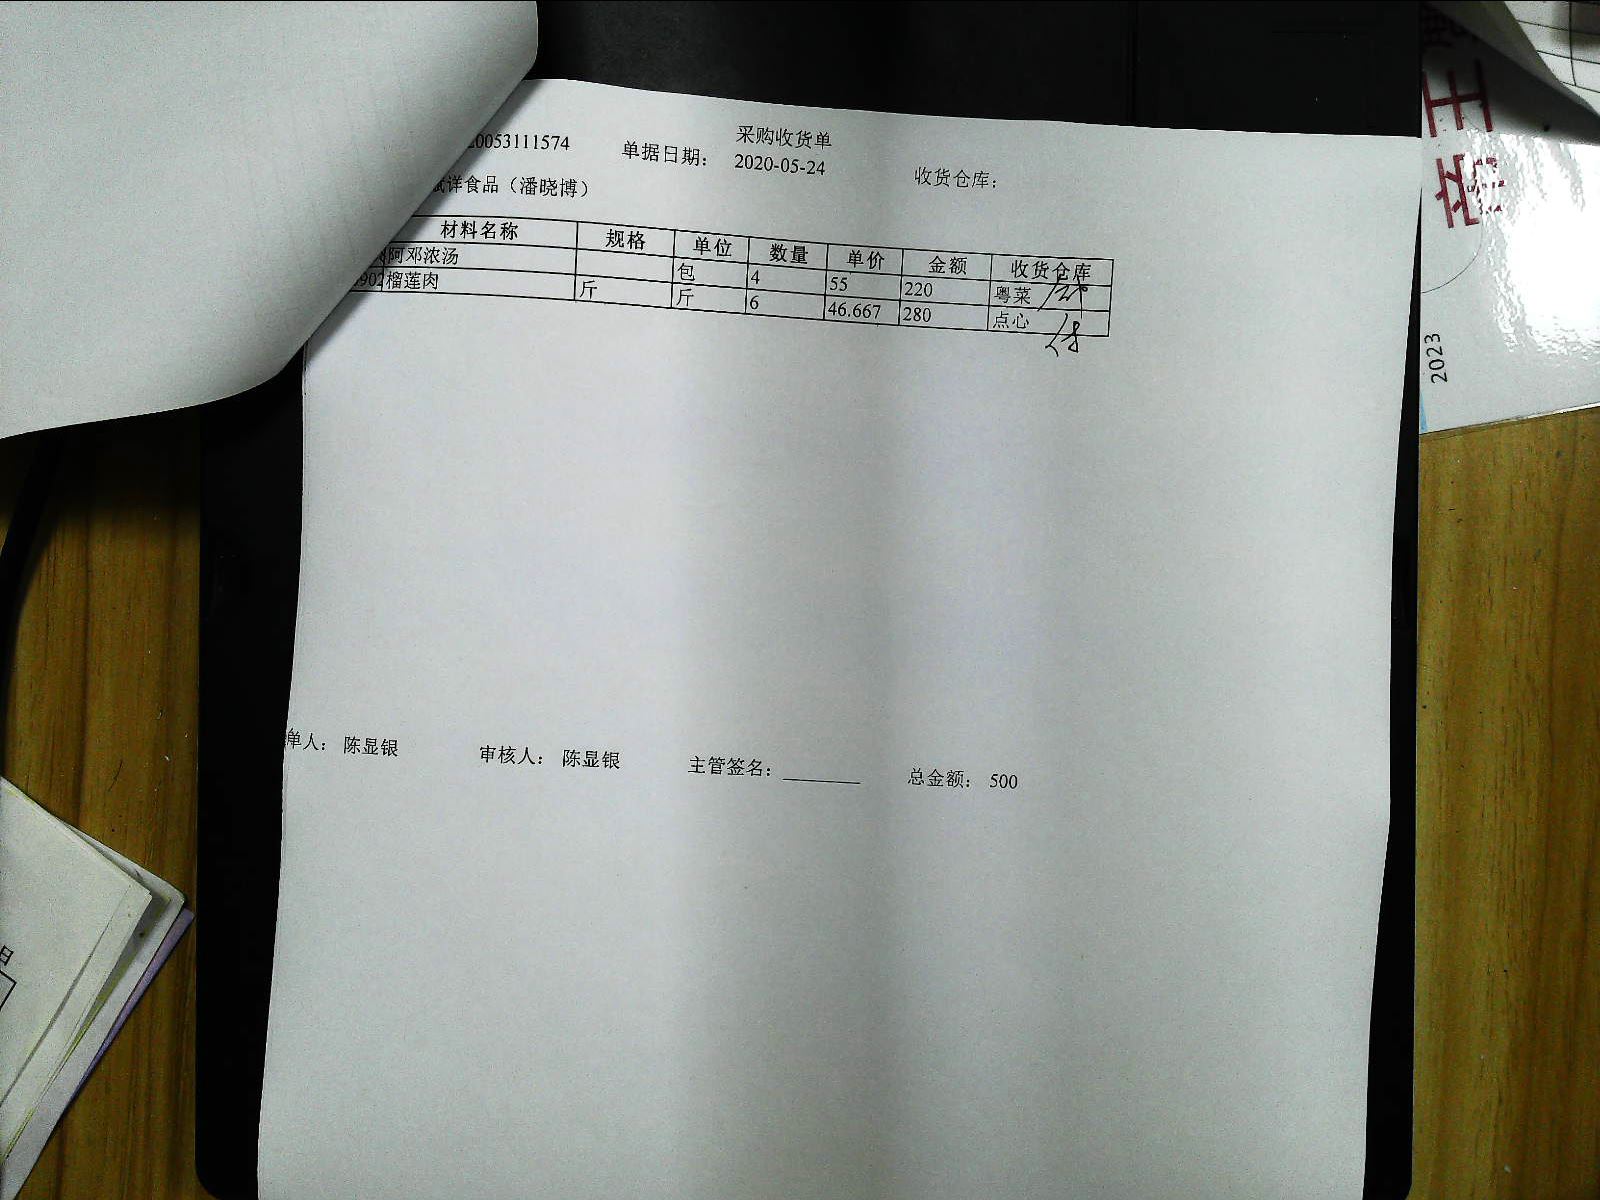 采购收货单
20053111574 单据日期： 2020-05-24 收货仓库：
详食品（潘晓博）
材料名称 规格 单位 数量 单价 金额 收货仓库
阿邓浓汤 包 4 55 220 粤菜
902 榴莲肉 斤 斤 6 46.667 280 点心
单人： 陈显银 审核人： 陈显银 主管签名： 总金额： 500
2023